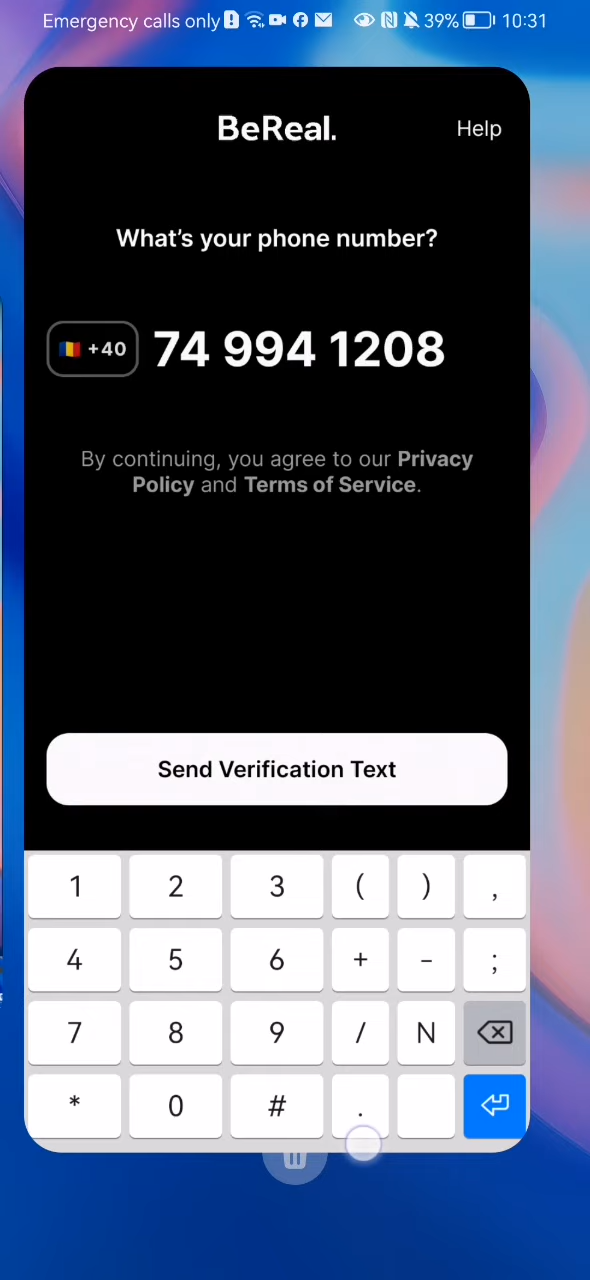 Emergency calls only 39% 10:31
BeReal. Help
What's your phone number?
+40 74 994 1208
By continuing, you agree to our Privacy
Policy and Terms of Service.
Send Verification Text
1 2 3 ( ) ,
4 5 6 + - ;
7 8 9 / N
* 0 # .